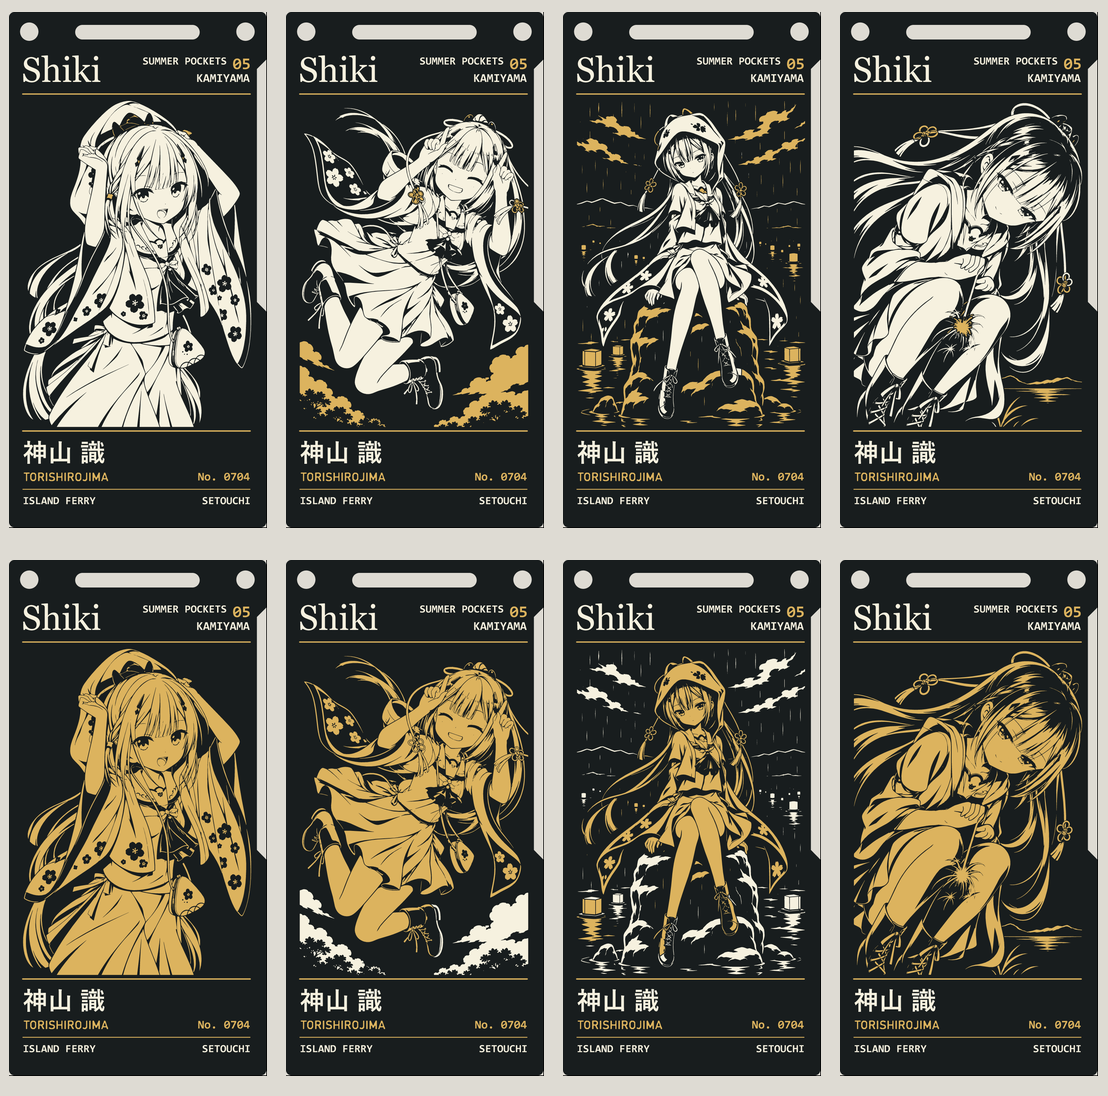 Shiki
SUMMER POCKETS 05
KAMIYAMA
神山 識
TORISHIROJIMA No. 0704
ISLAND FERRY SETOUCHI
Shiki
SUMMER POCKETS 05
KAMIYAMA
神山 識
TORISHIROJIMA No. 0704
ISLAND FERRY SETOUCHI
Shiki
SUMMER POCKETS 05
KAMIYAMA
神山 識
TORISHIROJIMA No. 0704
ISLAND FERRY SETOUCHI
Shiki
SUMMER POCKETS 05
KAMIYAMA
神山 識
TORISHIROJIMA No. 0704
ISLAND FERRY SETOUCHI
Shiki
SUMMER POCKETS 05
KAMIYAMA
神山 識
TORISHIROJIMA No. 0704
ISLAND FERRY SETOUCHI
Shiki
SUMMER POCKETS 05
KAMIYAMA
神山 識
TORISHIROJIMA No. 0704
ISLAND FERRY SETOUCHI
Shiki
SUMMER POCKETS 05
KAMIYAMA
神山 識
TORISHIROJIMA No. 0704
ISLAND FERRY SETOUCHI
Shiki
SUMMER POCKETS 05
KAMIYAMA
神山 識
TORISHIROJIMA No. 0704
ISLAND FERRY SETOUCHI